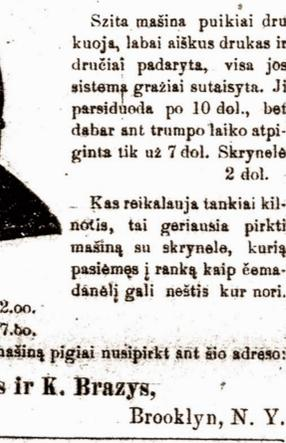 Szita mašina puikiai dru
kuoja, labai aiškus drukas ir
dručiai padaryta, visa jos
sistema gražiai sutaisyta. Ji
parsiduoda po 10 dol., bet
dabar ant trumpo laiko atpi-
ginta tik už 7 dol. Skrynelė
2 dol.
Kas reikalauja tankiai kil-
notis, tai geriausia pirkti
mašiną su skrynele, kurią
pasiėmęs į ranką kaip čema-
danėlį gali neštis kur nori.
2.00.
7.50.
mašiną pigiai nusipirkt ant šio adreso:
s ir K. Brazys,
Brooklyn, N. Y.